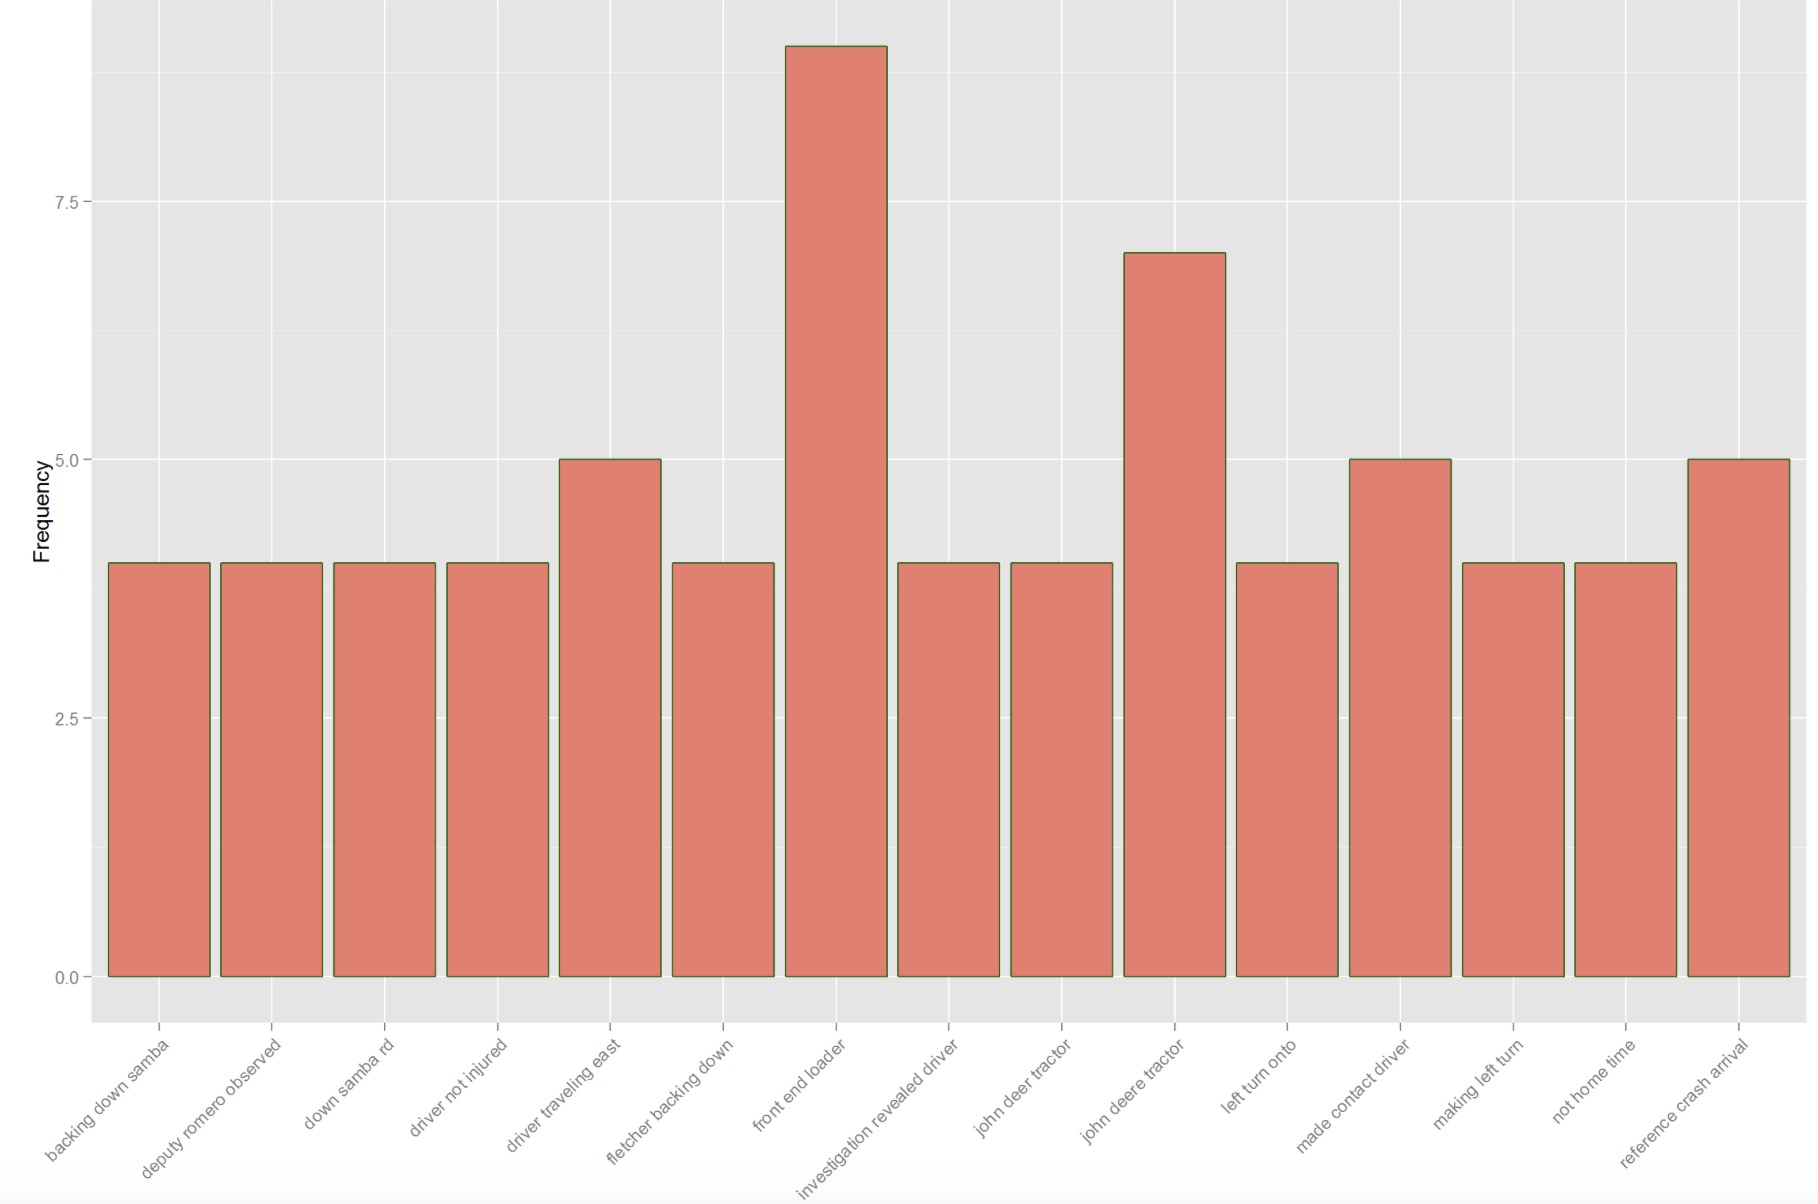 Frequency
7.5
5.0
2.5
0.0
backing down samba
deputy romero observed
down samba rd
driver not injured
driver traveling east
fletcher backing down
front end loader
investigation revealed driver
john deer tractor
john deere tractor
left turn onto
made contact driver
making left turn
not home time
reference crash arrival